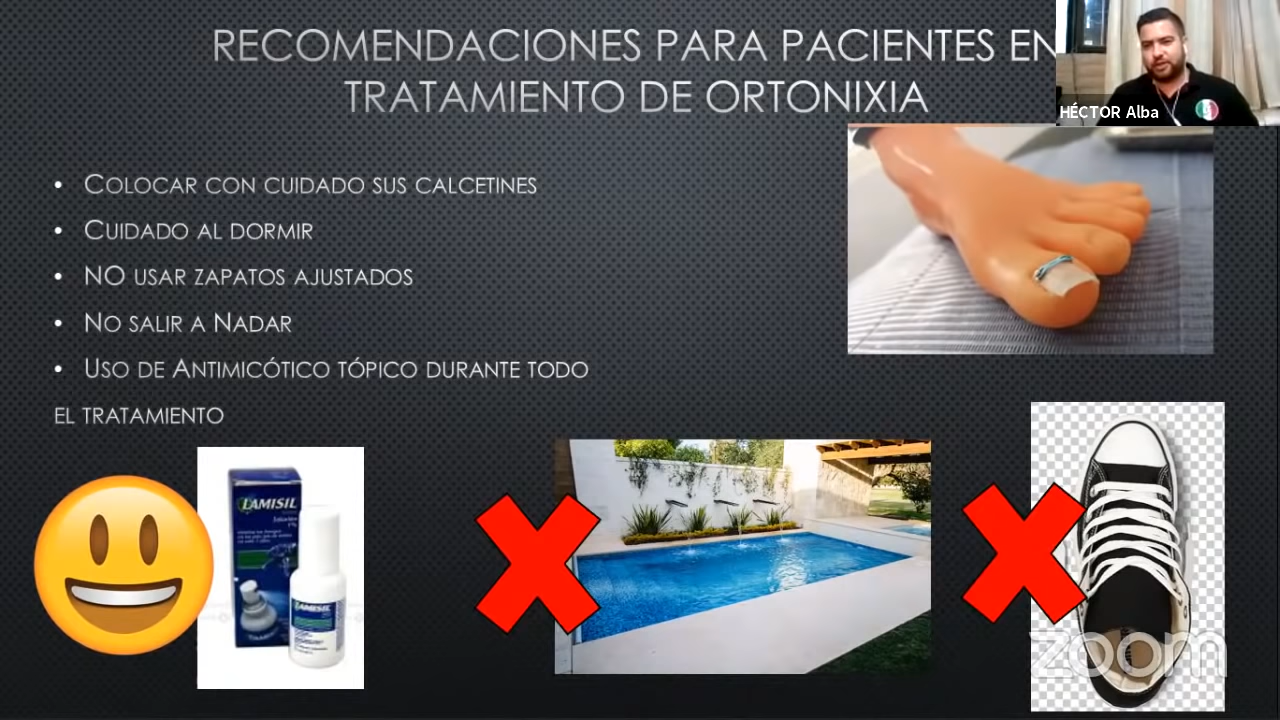 RECOMENDACIONES PARA PACIENTES EN
TRATAMIENTO DE ORTONIXIA
HÉCTOR Alba
• COLOCAR CON CUIDADO SUS CALCETINES
• CUIDADO AL DORMIR
• NO USAR ZAPATOS AJUSTADOS
• NO SALIR A NADAR
• USO DE ANTIMICÓTICO TÓPICO DURANTE TODO
EL TRATAMIENTO
LAMISIL
LAMISIL
zoom